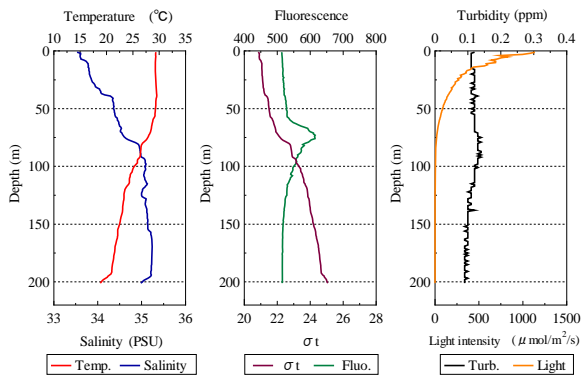 Temperature (℃)
10 15 20 25 30 35
Depth (m)
0
50
100
150
200
33 34 35 36
Salinity (PSU)
Temp. Salinity
Fluorescence
400 450 500 550 600 650
Depth (m)
0
50
100
150
200
20 22 24 26 28
σt
σt Fluo.
Turbidity (ppm)
0 0.1 0.2 0.3 0.4
Depth (m)
0
50
100
150
200
0 500 1000 1500
Light intensity (μmol/m²/s)
Turb. Light